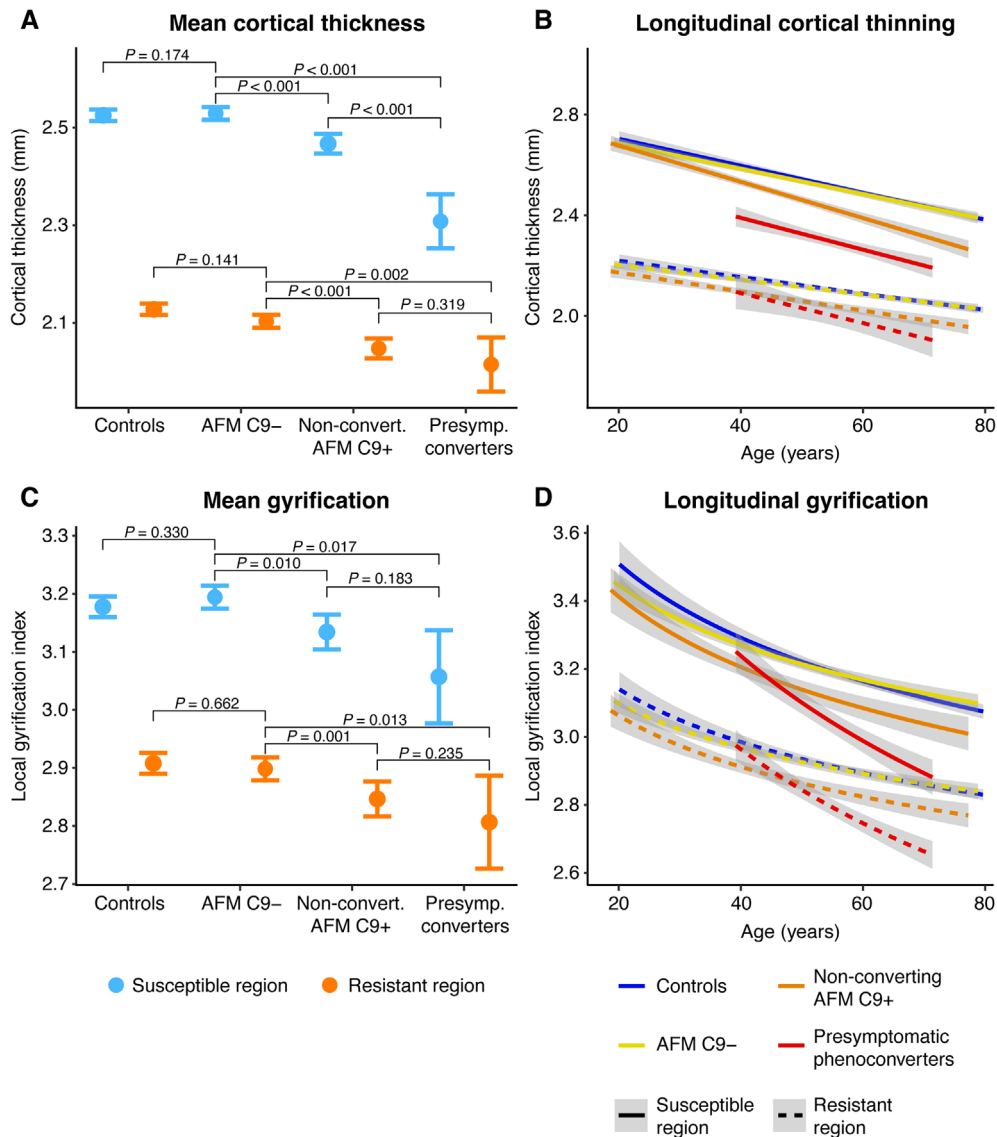 A
Mean cortical thickness
P = 0.174
P < 0.001
P < 0.001
P < 0.001
2.5
2.3
2.1
Cortical thickness (mm)
P = 0.141
P = 0.002
P < 0.001
P = 0.319
Controls
AFM C9−
Non-convert.
AFM C9+
Presymp.
converters
B
Longitudinal cortical thinning
2.8
2.4
2.0
Cortical thickness (mm)
20
40
60
80
Age (years)
C
Mean gyrification
3.3
3.2
3.1
3.0
2.9
2.8
2.7
Local gyrification index
P = 0.330
P = 0.017
P = 0.010
P = 0.183
P = 0.662
P = 0.013
P = 0.001
P = 0.235
Controls
AFM C9−
Non-convert.
AFM C9+
Presymp.
converters
Susceptible region
Resistant region
D
Longitudinal gyrification
3.6
3.4
3.2
3.0
2.8
2.6
Local gyrification index
20
40
60
80
Age (years)
Controls
Non-converting
AFM C9+
AFM C9−
Presymptomatic
phenoconverters
Susceptible
region
Resistant
region